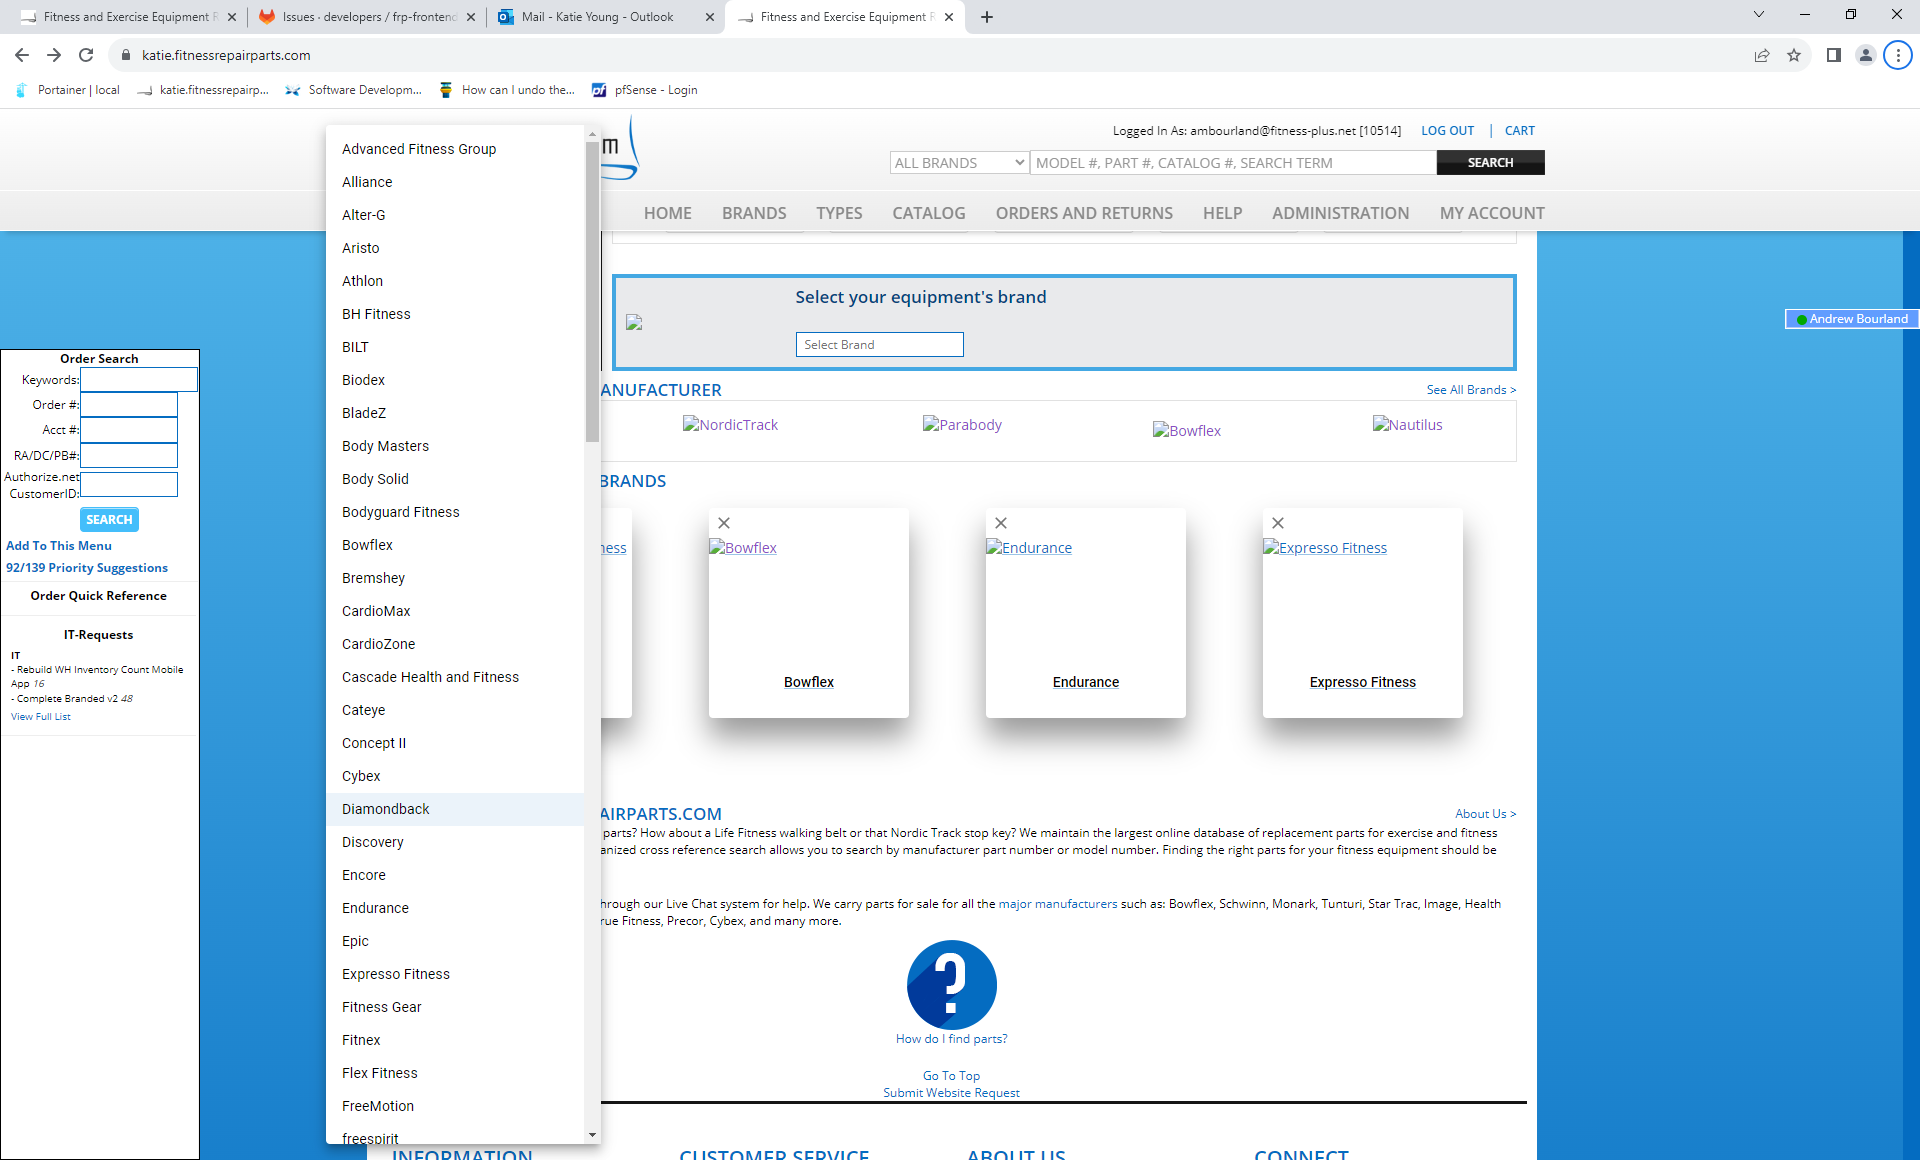 Fitness and Exercise Equipment R
Issues · developers / frp-frontend
Mail - Katie Young - Outlook
Fitness and Exercise Equipment R
katie.fitnessrepairparts.com
Portainer | local
katie.fitnessrepairp...
Software Developm...
How can I undo the...
pfSense - Login
m
Logged In As: ambourland@fitness-plus.net [10514]
LOG OUT | CART
ALL BRANDS
MODEL #, PART #, CATALOG #, SEARCH TERM
SEARCH
HOME
BRANDS
TYPES
CATALOG
ORDERS AND RETURNS
HELP
ADMINISTRATION
MY ACCOUNT
Advanced Fitness Group
Alliance
Alter-G
Aristo
Athlon
BH Fitness
BILT
Biodex
BladeZ
Body Masters
Body Solid
Bodyguard Fitness
Bowflex
Bremshey
CardioMax
CardioZone
Cascade Health and Fitness
Cateye
Concept II
Cybex
Diamondback
Discovery
Encore
Endurance
Epic
Expresso Fitness
Fitness Gear
Fitnex
Flex Fitness
FreeMotion
freespirit
Select your equipment's brand
Select Brand
Andrew Bourland
Order Search
Keywords:
Order #:
Acct #:
RA/DC/PB#:
Authorize.net
CustomerID:
SEARCH
Add To This Menu
92/139 Priority Suggestions
Order Quick Reference
IT-Requests
IT
- Rebuild WH Inventory Count Mobile
App 16
- Complete Branded v2 48
View Full List
ANUFACTURER
See All Brands >
NordicTrack
Parabody
Bowflex
Nautilus
BRANDS
ness
Bowflex
Endurance
Expresso Fitness
Bowflex
Endurance
Expresso Fitness
AIRPARTS.COM
About Us >
parts? How about a Life Fitness walking belt or that Nordic Track stop key? We maintain the largest online database of replacement parts for exercise and fitness
anized cross reference search allows you to search by manufacturer part number or model number. Finding the right parts for your fitness equipment should be
hrough our Live Chat system for help. We carry parts for sale for all the major manufacturers such as: Bowflex, Schwinn, Monark, Tunturi, Star Trac, Image, Health
rue Fitness, Precor, Cybex, and many more.
?
How do I find parts?
Go To Top
Submit Website Request
INFORMATION
CUSTOMER SERVICE
ABOUT US
CONNECT